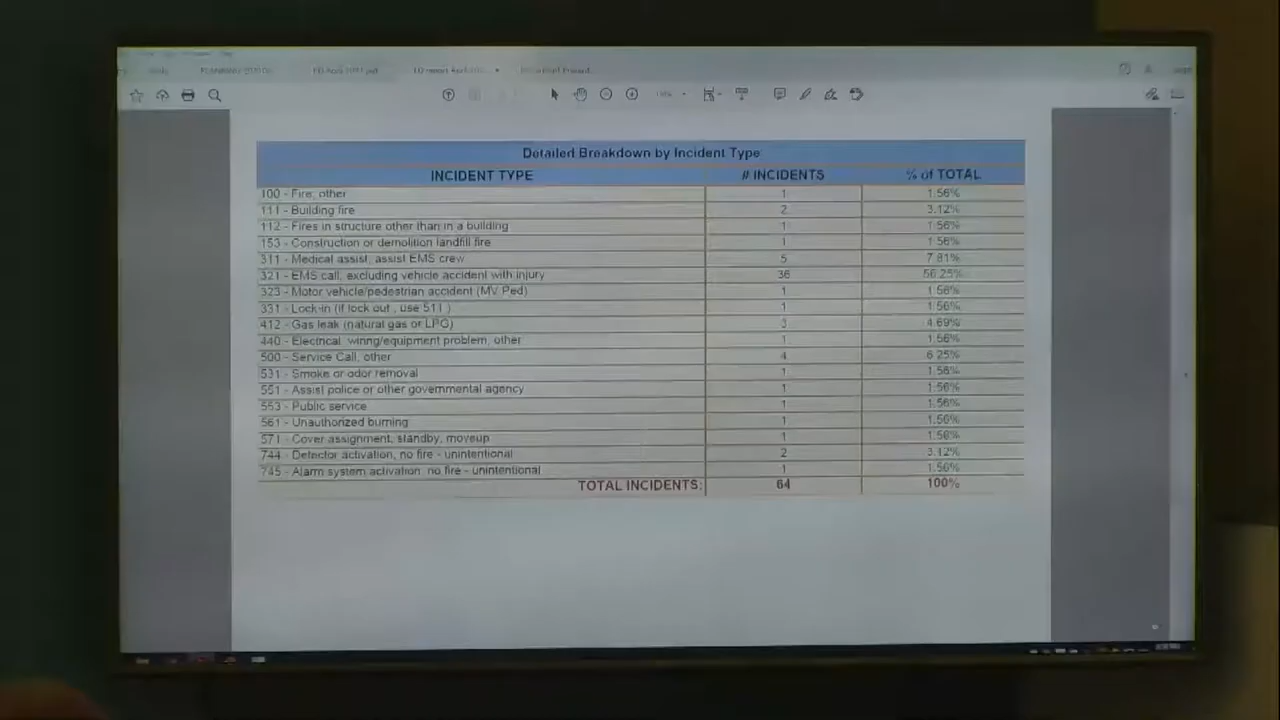 Detailed Breakdown by Incident Type
INCIDENT TYPE # INCIDENTS % of TOTAL
100 - Fire, other 1 1.56%
111 - Building fire 2 3.12%
112 - Fires in structure other than in a building 1 1.56%
153 - Construction or demolition landfill fire 1 1.56%
311 - Medical assist, assist EMS crew 5 7.81%
321 - EMS call, excluding vehicle accident with injury 36 56.25%
323 - Motor vehicle/pedestrian accident (MV Ped) 1 1.56%
331 - Lock-in (if lock out , use 511 ) 1 1.56%
412 - Gas leak (natural gas or LPG) 3 4.69%
440 - Electrical wiring/equipment problem, other 1 1.56%
500 - Service Call, other 4 6.25%
531 - Smoke or odor removal 1 1.56%
551 - Assist police or other governmental agency 1 1.56%
553 - Public service 1 1.56%
561 - Unauthorized burning 1 1.56%
571 - Cover assignment, standby, moveup 1 1.56%
744 - Detector activation, no fire - unintentional 2 3.12%
745 - Alarm system activation, no fire - unintentional 1 1.56%
TOTAL INCIDENTS: 64 100%